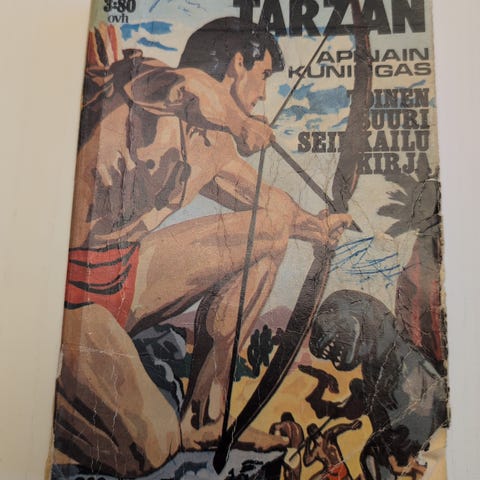 3:80
ovh
TARZAN
APINAIN
KUNINGAS
TOINEN
SUURI
SEIKKAILU
KIRJA